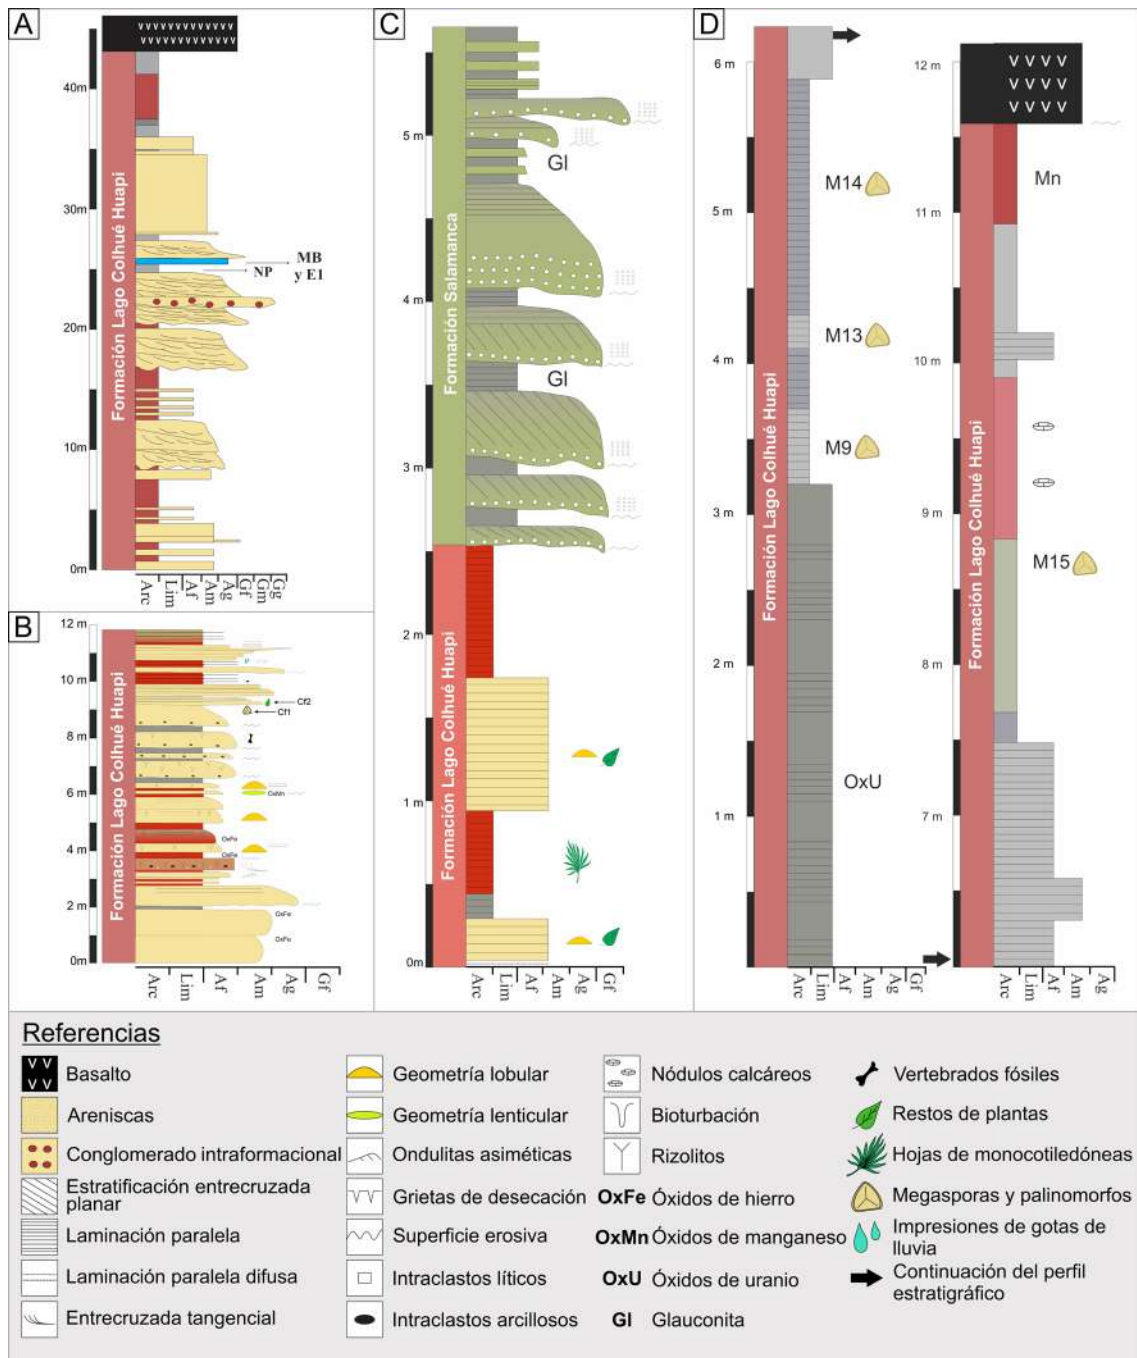 A
40m
30m
20m
10m
0m
Formación Lago Colhué Huapi
MB
y E1
NP
Arc
Lim
Af
Am
Ag
Gf
Gm
Gg
B
12 m
10 m
8 m
6 m
4 m
2 m
0m
Formación Lago Colhué Huapi
Cf2
Cf1
OxMn
OxFe
OxFe
OxFe
OxFe
Arc
Lim
Af
Am
Ag
Gf
C
5 m
4 m
3 m
2 m
1 m
0m
Formación Salamanca
Formación Lago Colhué Huapi
Gl
Gl
Arc
Lim
Af
Am
Ag
Gf
D
6 m
5 m
4 m
3 m
2 m
1 m
Formación Lago Colhué Huapi
M14
M13
M9
OxU
Arc
Lim
Af
Am
Ag
Gf
12 m
11 m
10 m
9 m
8 m
7 m
Formación Lago Colhué Huapi
Mn
M15
Arc
Lim
Af
Am
Ag
Referencias
Basalto
Areniscas
Conglomerado intraformacional
Estratificación entrecruzada
planar
Laminación paralela
Laminación paralela difusa
Entrecruzada tangencial
Geometría lobular
Geometría lenticular
Ondulitas asiméticas
Grietas de desecación
Superficie erosiva
Intraclastos líticos
Intraclastos arcillosos
Nódulos calcáreos
Bioturbación
Rizolitos
OxFe Óxidos de hierro
OxMn Óxidos de manganeso
OxU Óxidos de uranio
Gl Glauconita
Vertebrados fósiles
Restos de plantas
Hojas de monocotiledóneas
Megasporas y palinomorfos
Impresiones de gotas de
lluvia
Continuación del perfil
estratigráfico